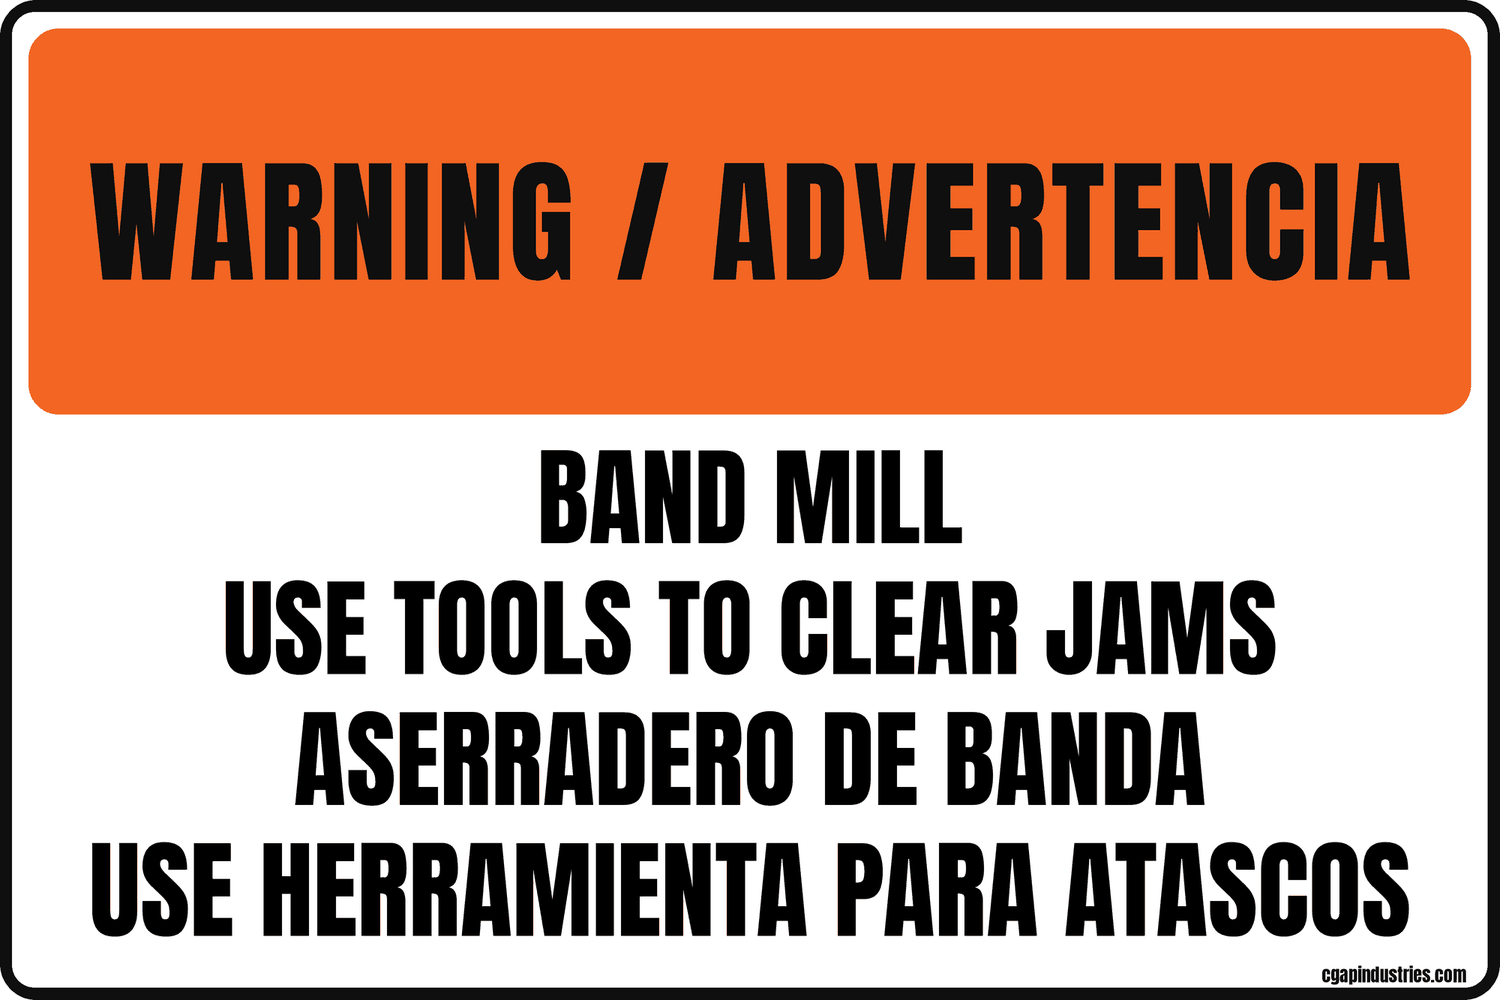 WARNING / ADVERTENCIA
BAND MILL
USE TOOLS TO CLEAR JAMS
ASERRADERO DE BANDA
USE HERRAMIENTA PARA ATASCOS
cgapindustries.com